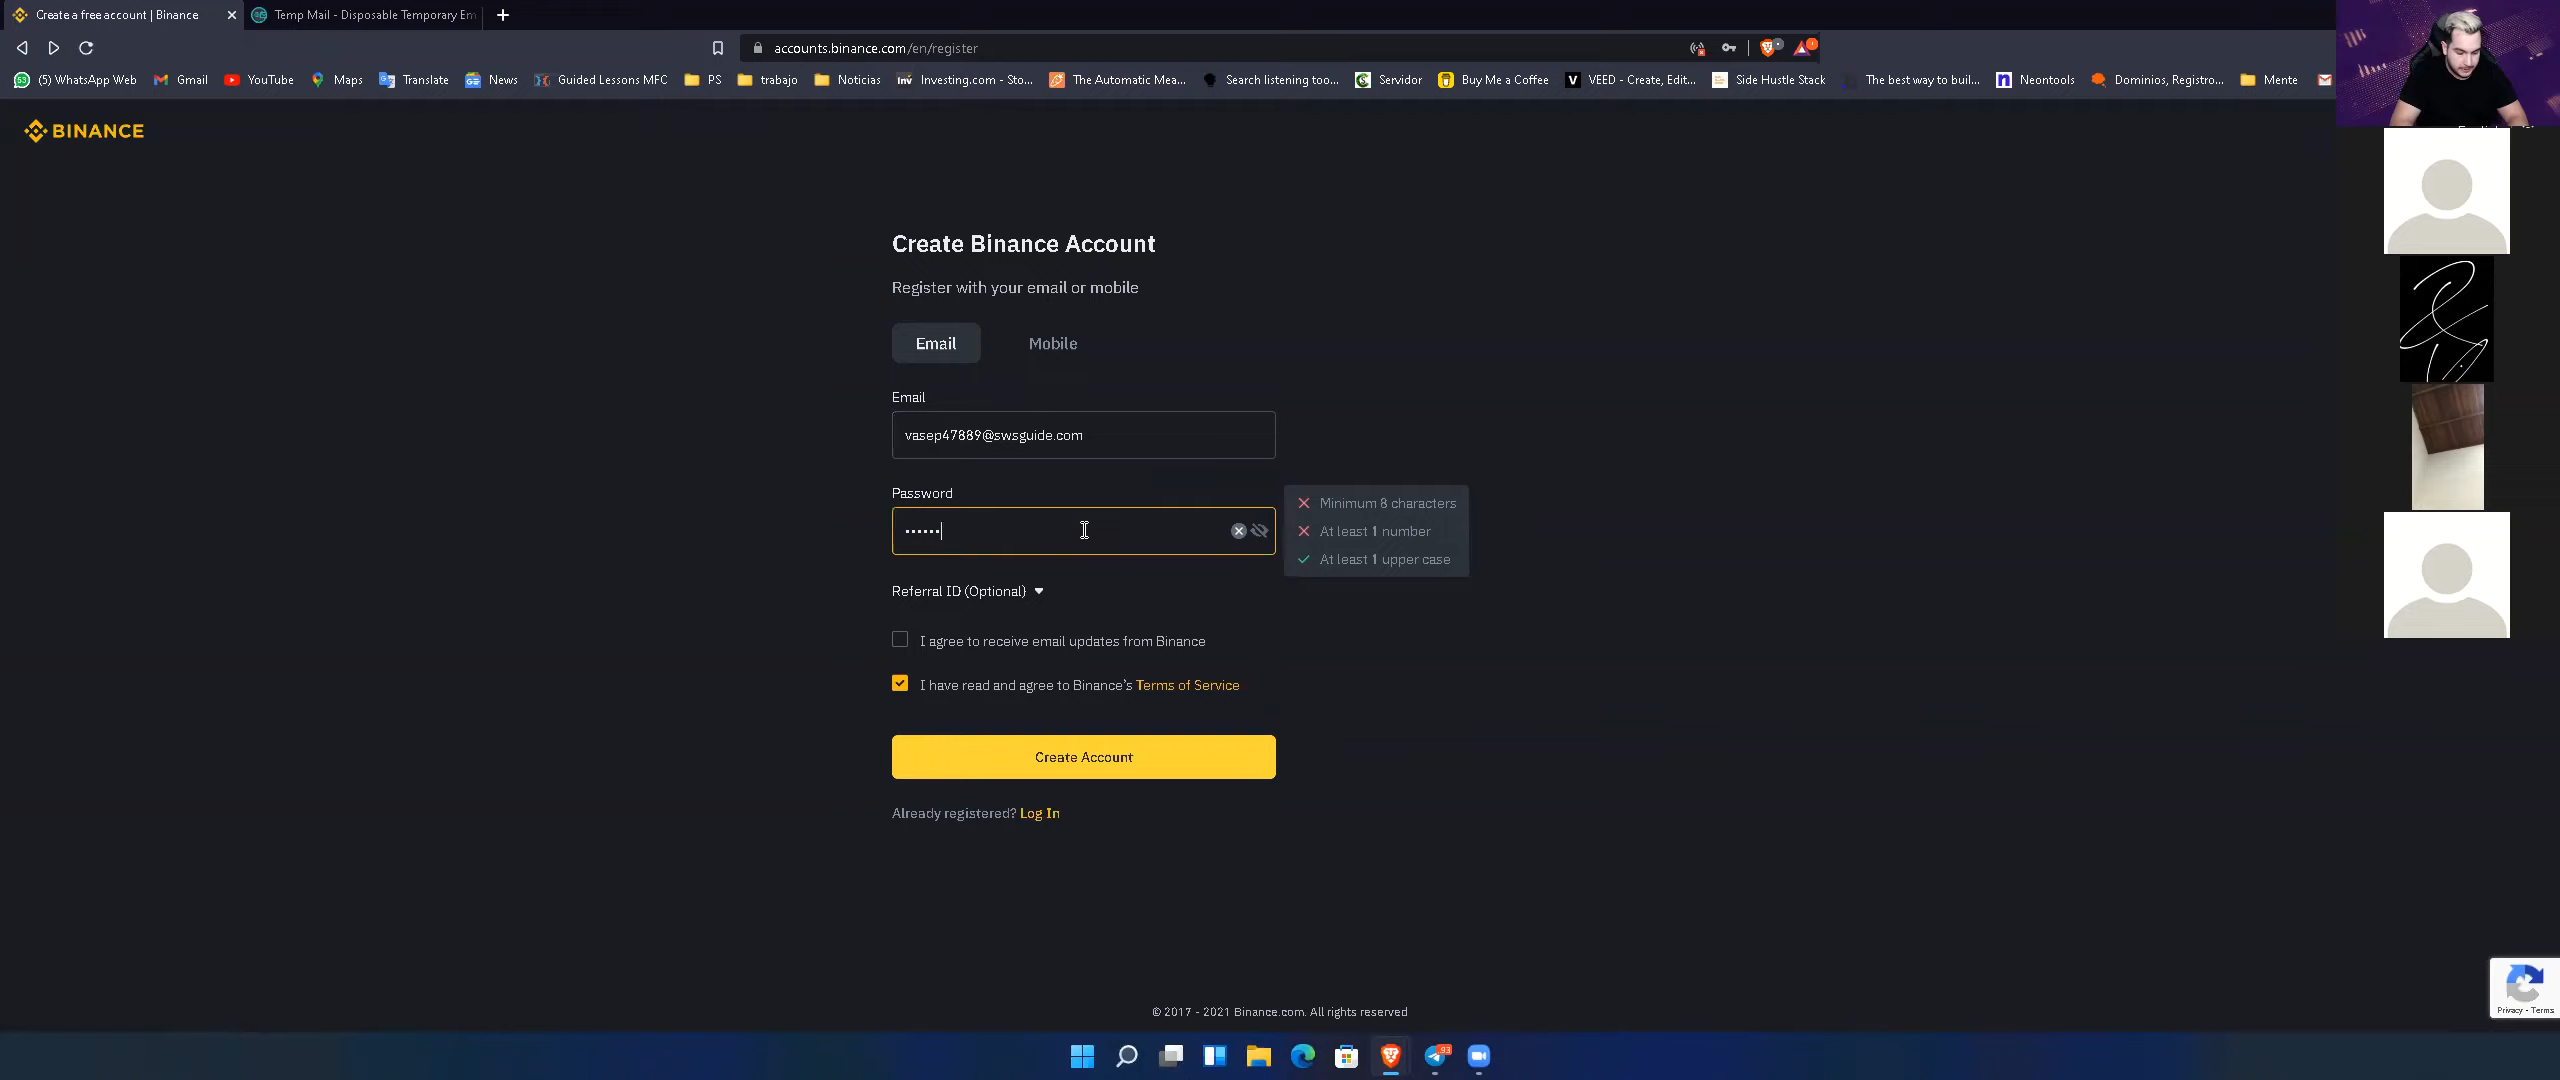 Create a free account | Binance
Temp Mail - Disposable Temporary Em
accounts.binance.com/en/register
(5) WhatsApp Web
Gmail
YouTube
Maps
Translate
News
Guided Lessons MFC
PS
trabajo
Noticias
Investing.com - Sto...
The Automatic Mea...
Search listening too...
Servidor
Buy Me a Coffee
VEED - Create, Edit...
Side Hustle Stack
The best way to buil...
Neontools
Dominios, Registro...
Mente
BINANCE
Create Binance Account
Register with your email or mobile
Email
Mobile
Email
vasep47889@swsguide.com
Password
Minimum 8 characters
At least 1 number
At least 1 upper case
Referral ID (Optional)
I agree to receive email updates from Binance
I have read and agree to Binance's Terms of Service
Create Account
Already registered? Log In
© 2017 - 2021 Binance.com. All rights reserved
Privacy - Terms
93